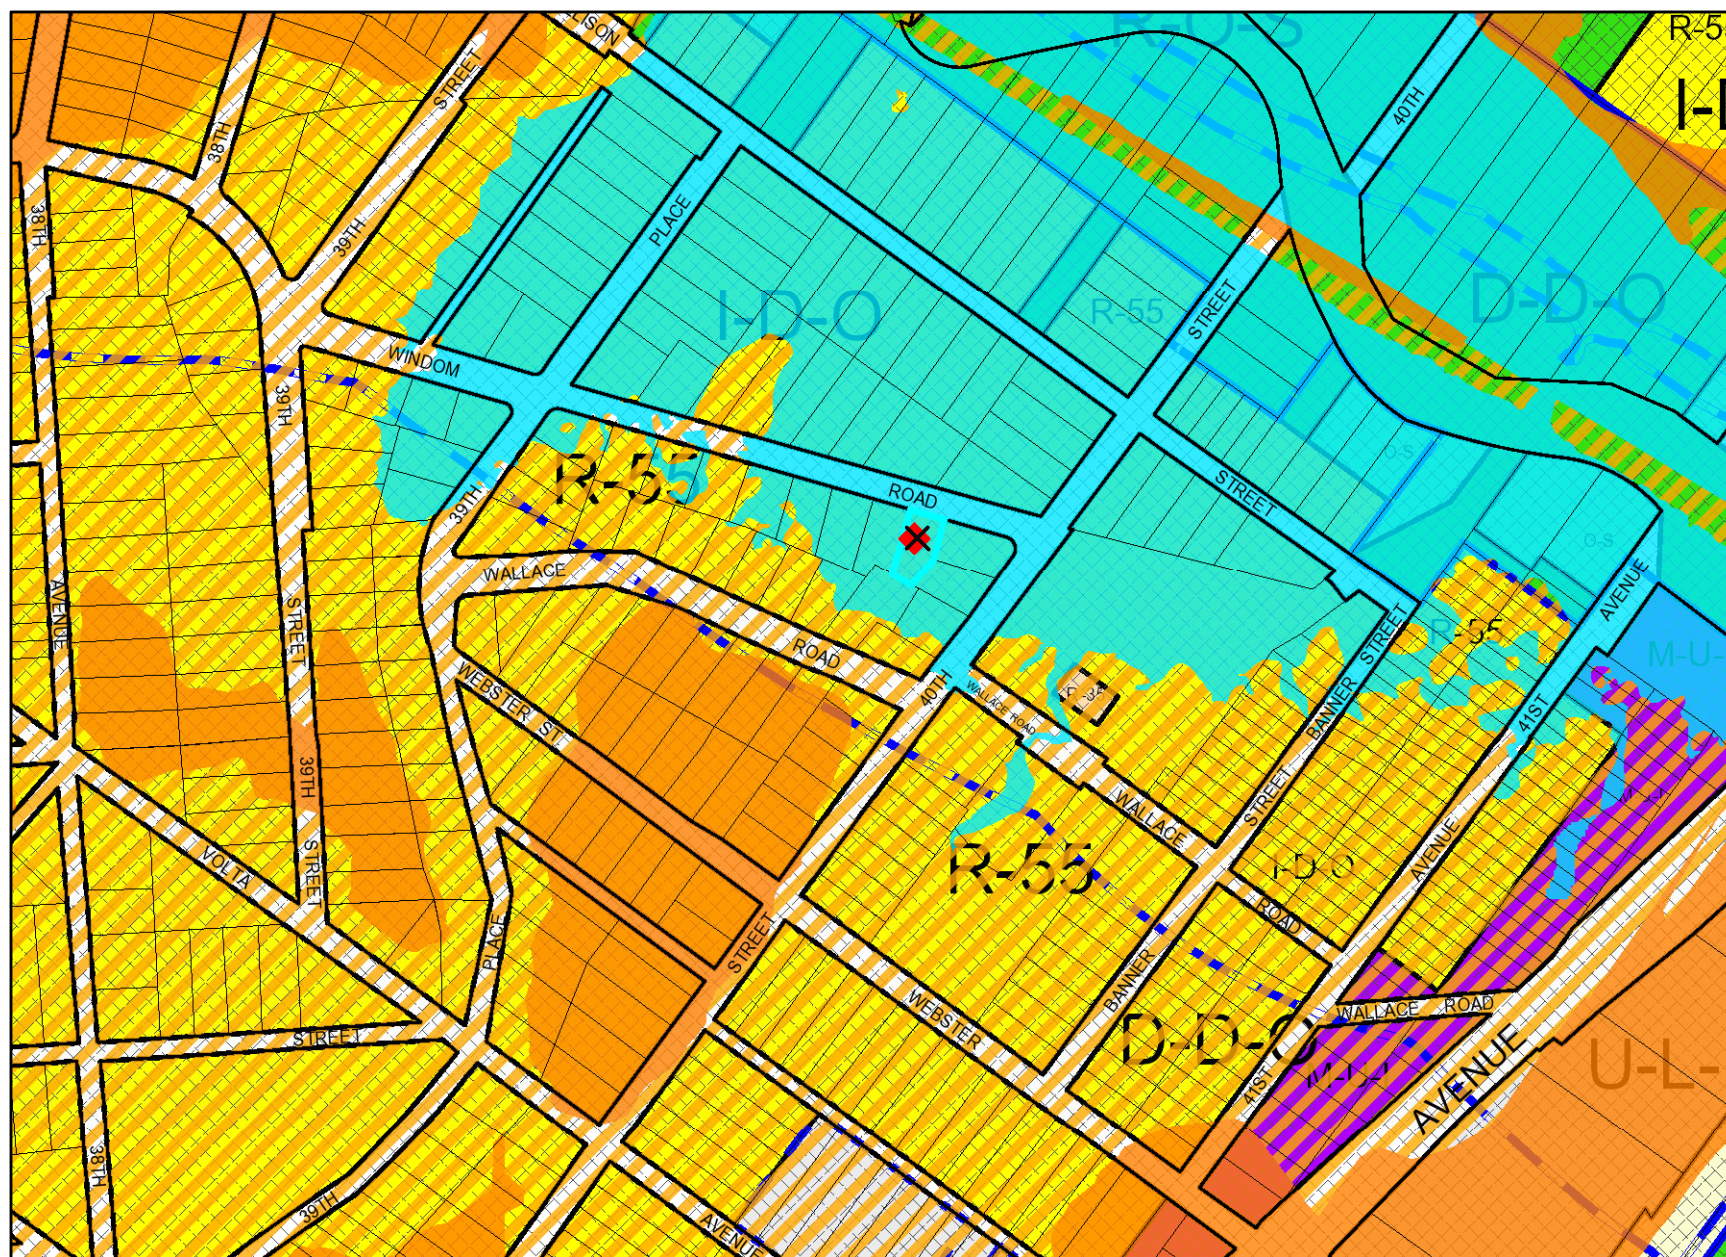 LISON
R-O-S
R-5
I-
38TH
STREET
40TH
38TH
39TH
PLACE
STREET
I-D-O
R-55
D-D-O
WINDOM
39TH
R-55
39TH
ROAD
STREET
O-S
O-S
WALLACE
AVENUE
STREET
ROAD
AVENUE
STREET
R-55
M-U-
WEBSTER ST.
40TH
WALLACE ROAD
BANNER
41ST
39TH
STREET
WALLACE
STREET
M-U-I
AVENUE
VOLTA
R-55
I-D-O
ROAD
PLACE
STREET
BANNER
WEBSTER
WALLACE ROAD
STREET
D-D-O
M-U-I
41ST
AVENUE
U-L-
38TH
39TH
AVENUE